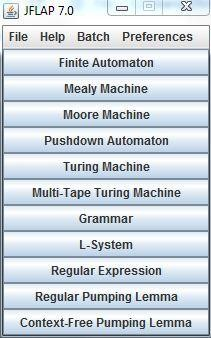 JFLAP 7.0
File Help Batch Preferences
Finite Automaton
Mealy Machine
Moore Machine
Pushdown Automaton
Turing Machine
Multi-Tape Turing Machine
Grammar
L-System
Regular Expression
Regular Pumping Lemma
Context-Free Pumping Lemma